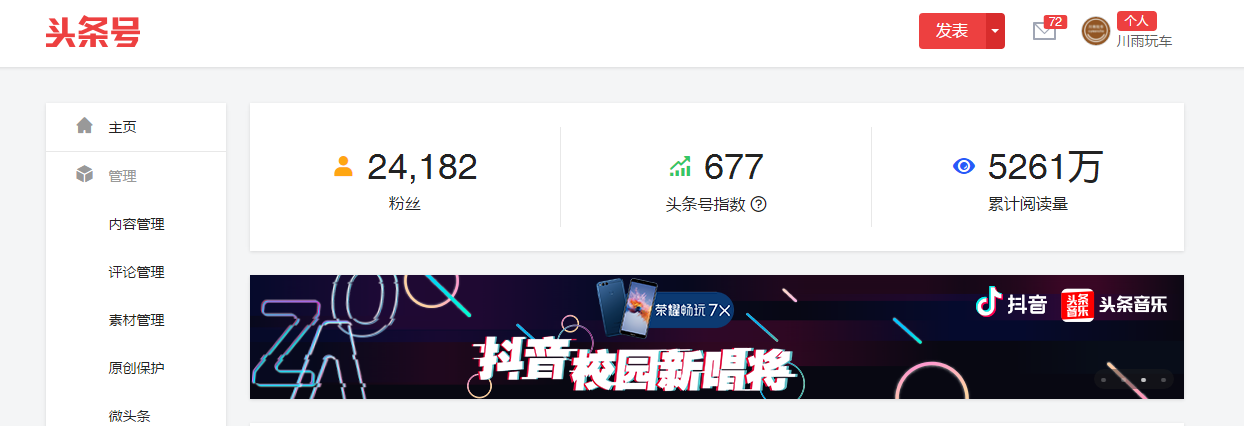 头条号
发表
72
个人
川雨玩车
主页
管理
内容管理
评论管理
素材管理
原创保护
微头条
24,182
粉丝
677
头条号指数
5261万
累计阅读量
荣耀畅玩 7X
抖音
头条音乐
头条音乐
抖音校园新唱将